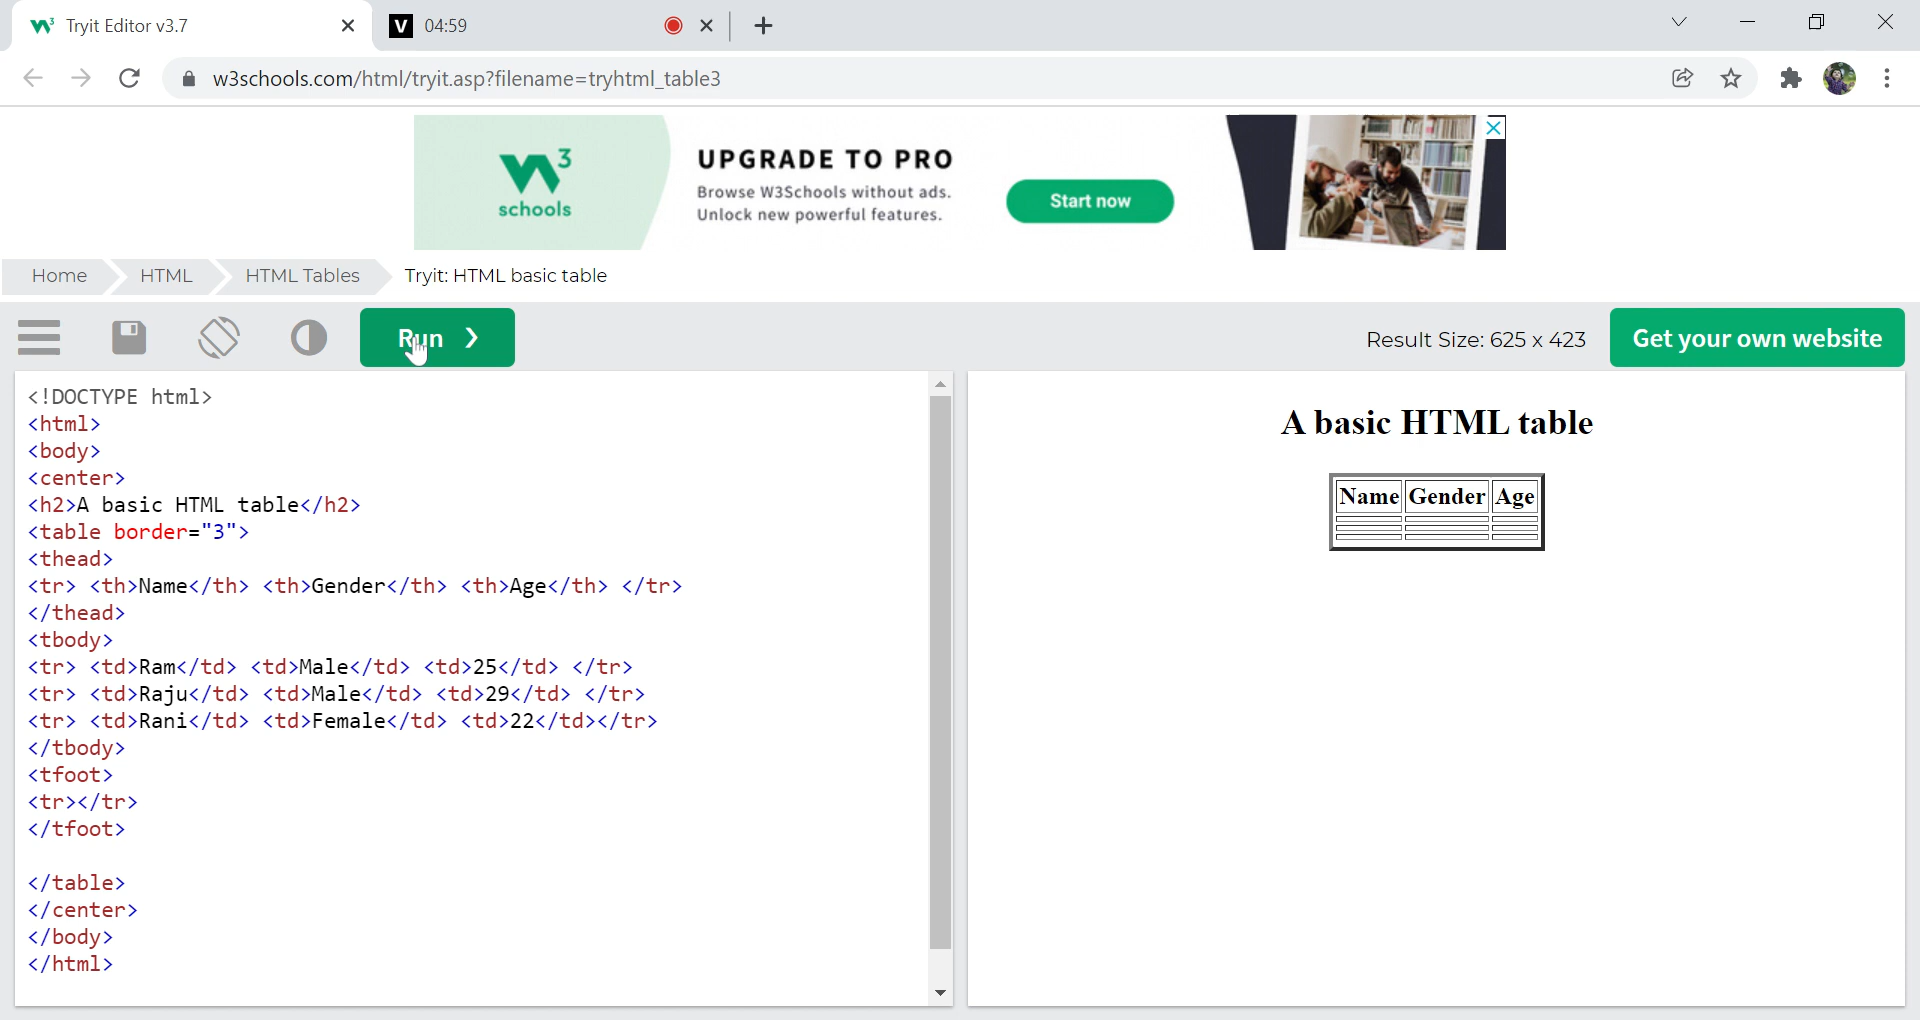 Tryit Editor v3.7
04:59
w3schools.com/html/tryit.asp?filename=tryhtml_table3
W3 schools
UPGRADE TO PRO
Browse W3Schools without ads.
Unlock new powerful features.
Start now
Home HTML HTML Tables Tryit: HTML basic table
Run ❯
Result Size: 625 x 423
Get your own website
<!DOCTYPE html>
<html>
<body>
<center>
<h2>A basic HTML table</h2>
<table border="3">
<thead>
<tr> <th>Name</th> <th>Gender</th> <th>Age</th> </tr>
</thead>
<tbody>
<tr> <td>Ram</td> <td>Male</td> <td>25</td> </tr>
<tr> <td>Raju</td> <td>Male</td> <td>29</td> </tr>
<tr> <td>Rani</td> <td>Female</td> <td>22</td></tr>
</tbody>
<tfoot>
<tr></tr>
</tfoot>
</table>
</center>
</body>
</html>
A basic HTML table
Name Gender Age